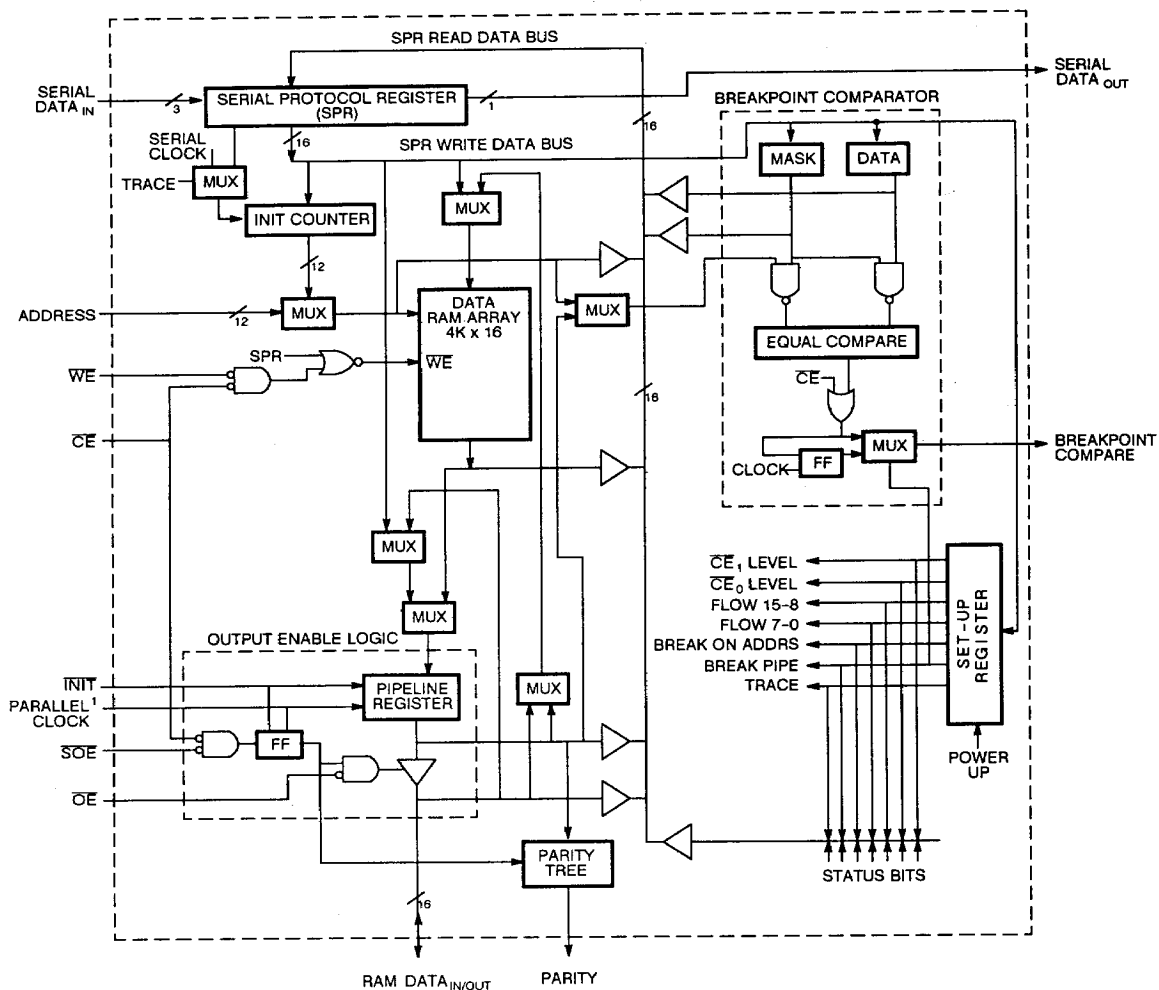 SPR READ DATA BUS
SERIAL
DATA IN
3
SERIAL PROTOCOL REGISTER
(SPR)
1
SERIAL
DATA OUT
16
16
BREAKPOINT COMPARATOR
SERIAL
CLOCK
SPR WRITE DATA BUS
MASK
DATA
TRACE
MUX
MUX
INIT COUNTER
12
ADDRESS
12
MUX
DATA
RAM ARRAY
4K x 16
MUX
EQUAL COMPARE
SPR
WE
WE
CE
16
CE
MUX
BREAKPOINT
COMPARE
CLOCK
FF
MUX
CE1 LEVEL
CE0 LEVEL
FLOW 15-8
FLOW 7-0
BREAK ON ADDRS
BREAK PIPE
TRACE
SET-UP
REGISTER
MUX
OUTPUT ENABLE LOGIC
INIT
PIPELINE
REGISTER
MUX
PARALLEL1
CLOCK
FF
SOE
POWER
UP
OE
PARITY
TREE
STATUS BITS
16
RAM DATA IN/OUT
PARITY